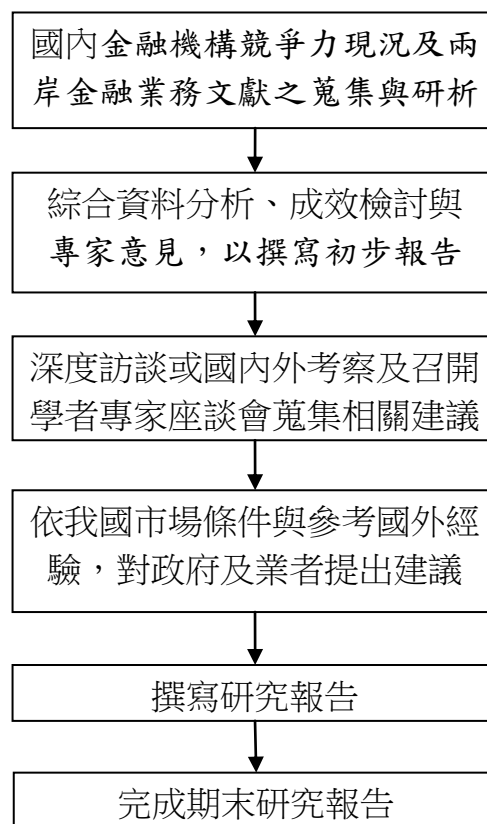 國內金融機構競爭力現況及兩
岸金融業務文獻之蒐集與研析
綜合資料分析、成效檢討與
專家意見，以撰寫初步報告
深度訪談或國內外考察及召開
學者專家座談會蒐集相關建議
依我國市場條件與參考國外經
驗，對政府及業者提出建議
撰寫研究報告
完成期末研究報告